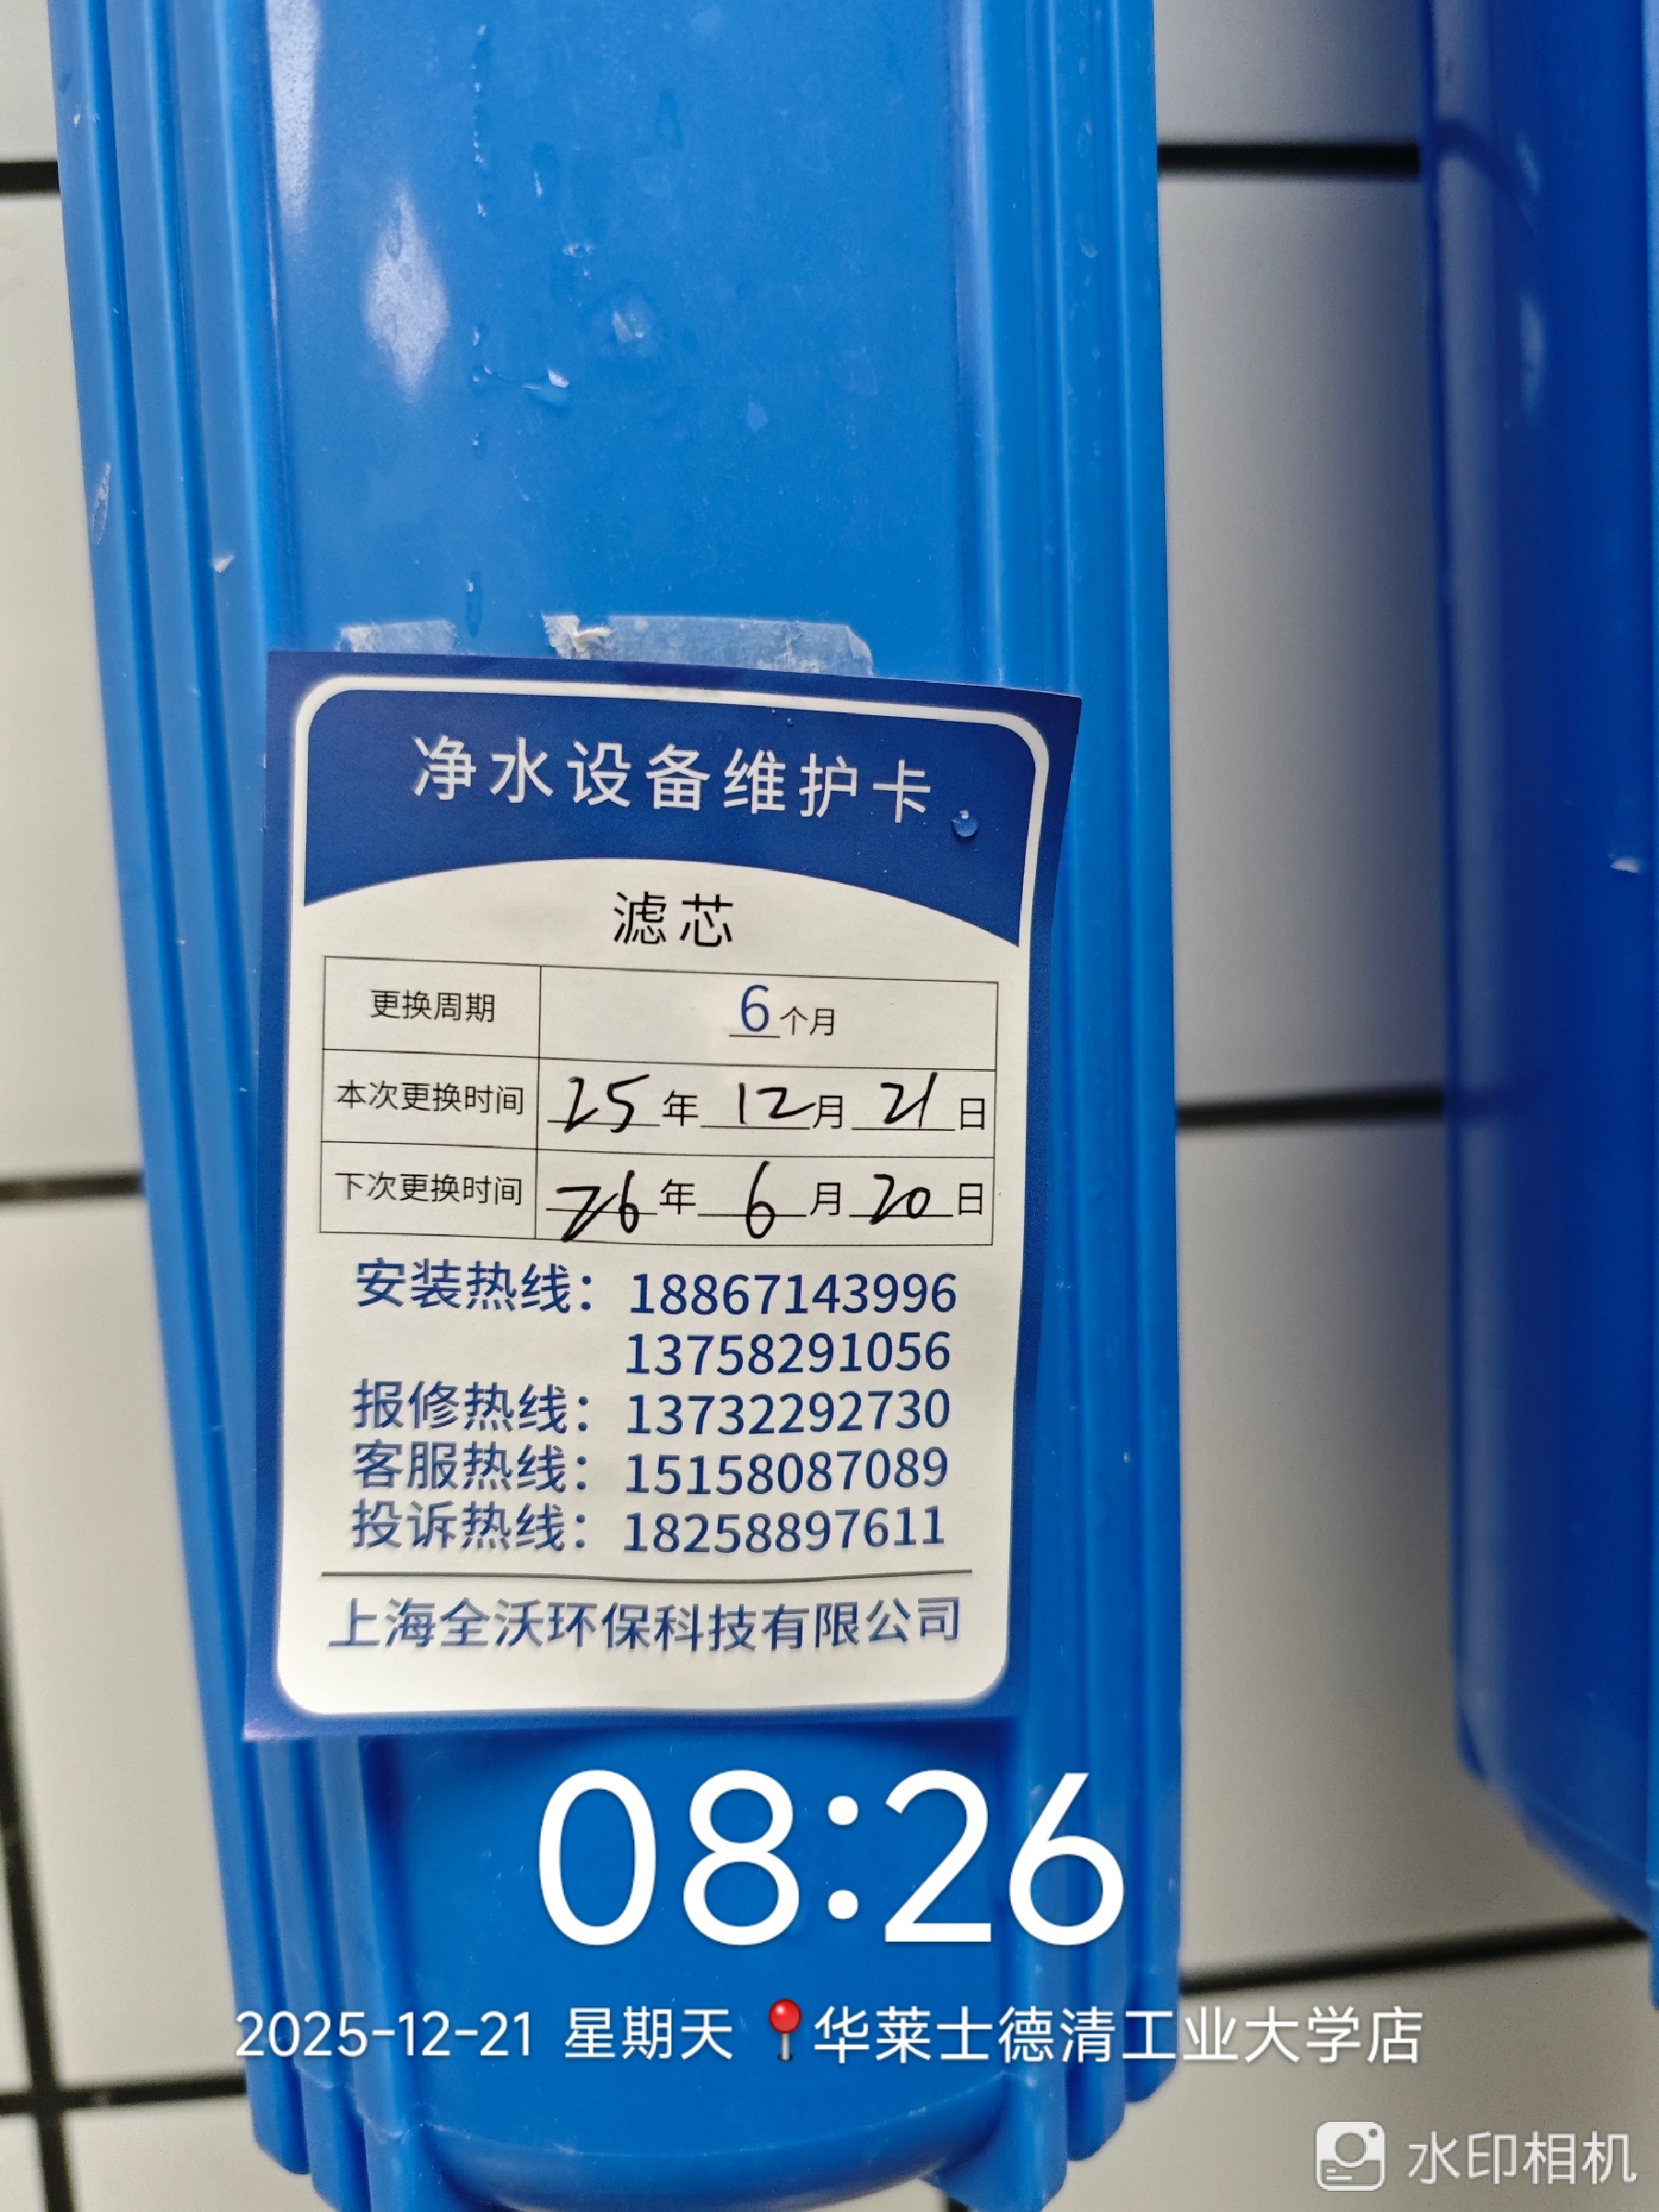 净水设备维护卡
滤芯
更换周期 6个月
本次更换时间 25年12月21日
下次更换时间 26年6月20日
安装热线：18867143996
13758291056
报修热线：13732292730
客服热线：15158087089
投诉热线：18258897611
上海全沃环保科技有限公司
08:26
2025-12-21 星期天 📍华莱士德清工业大学店
水印相机